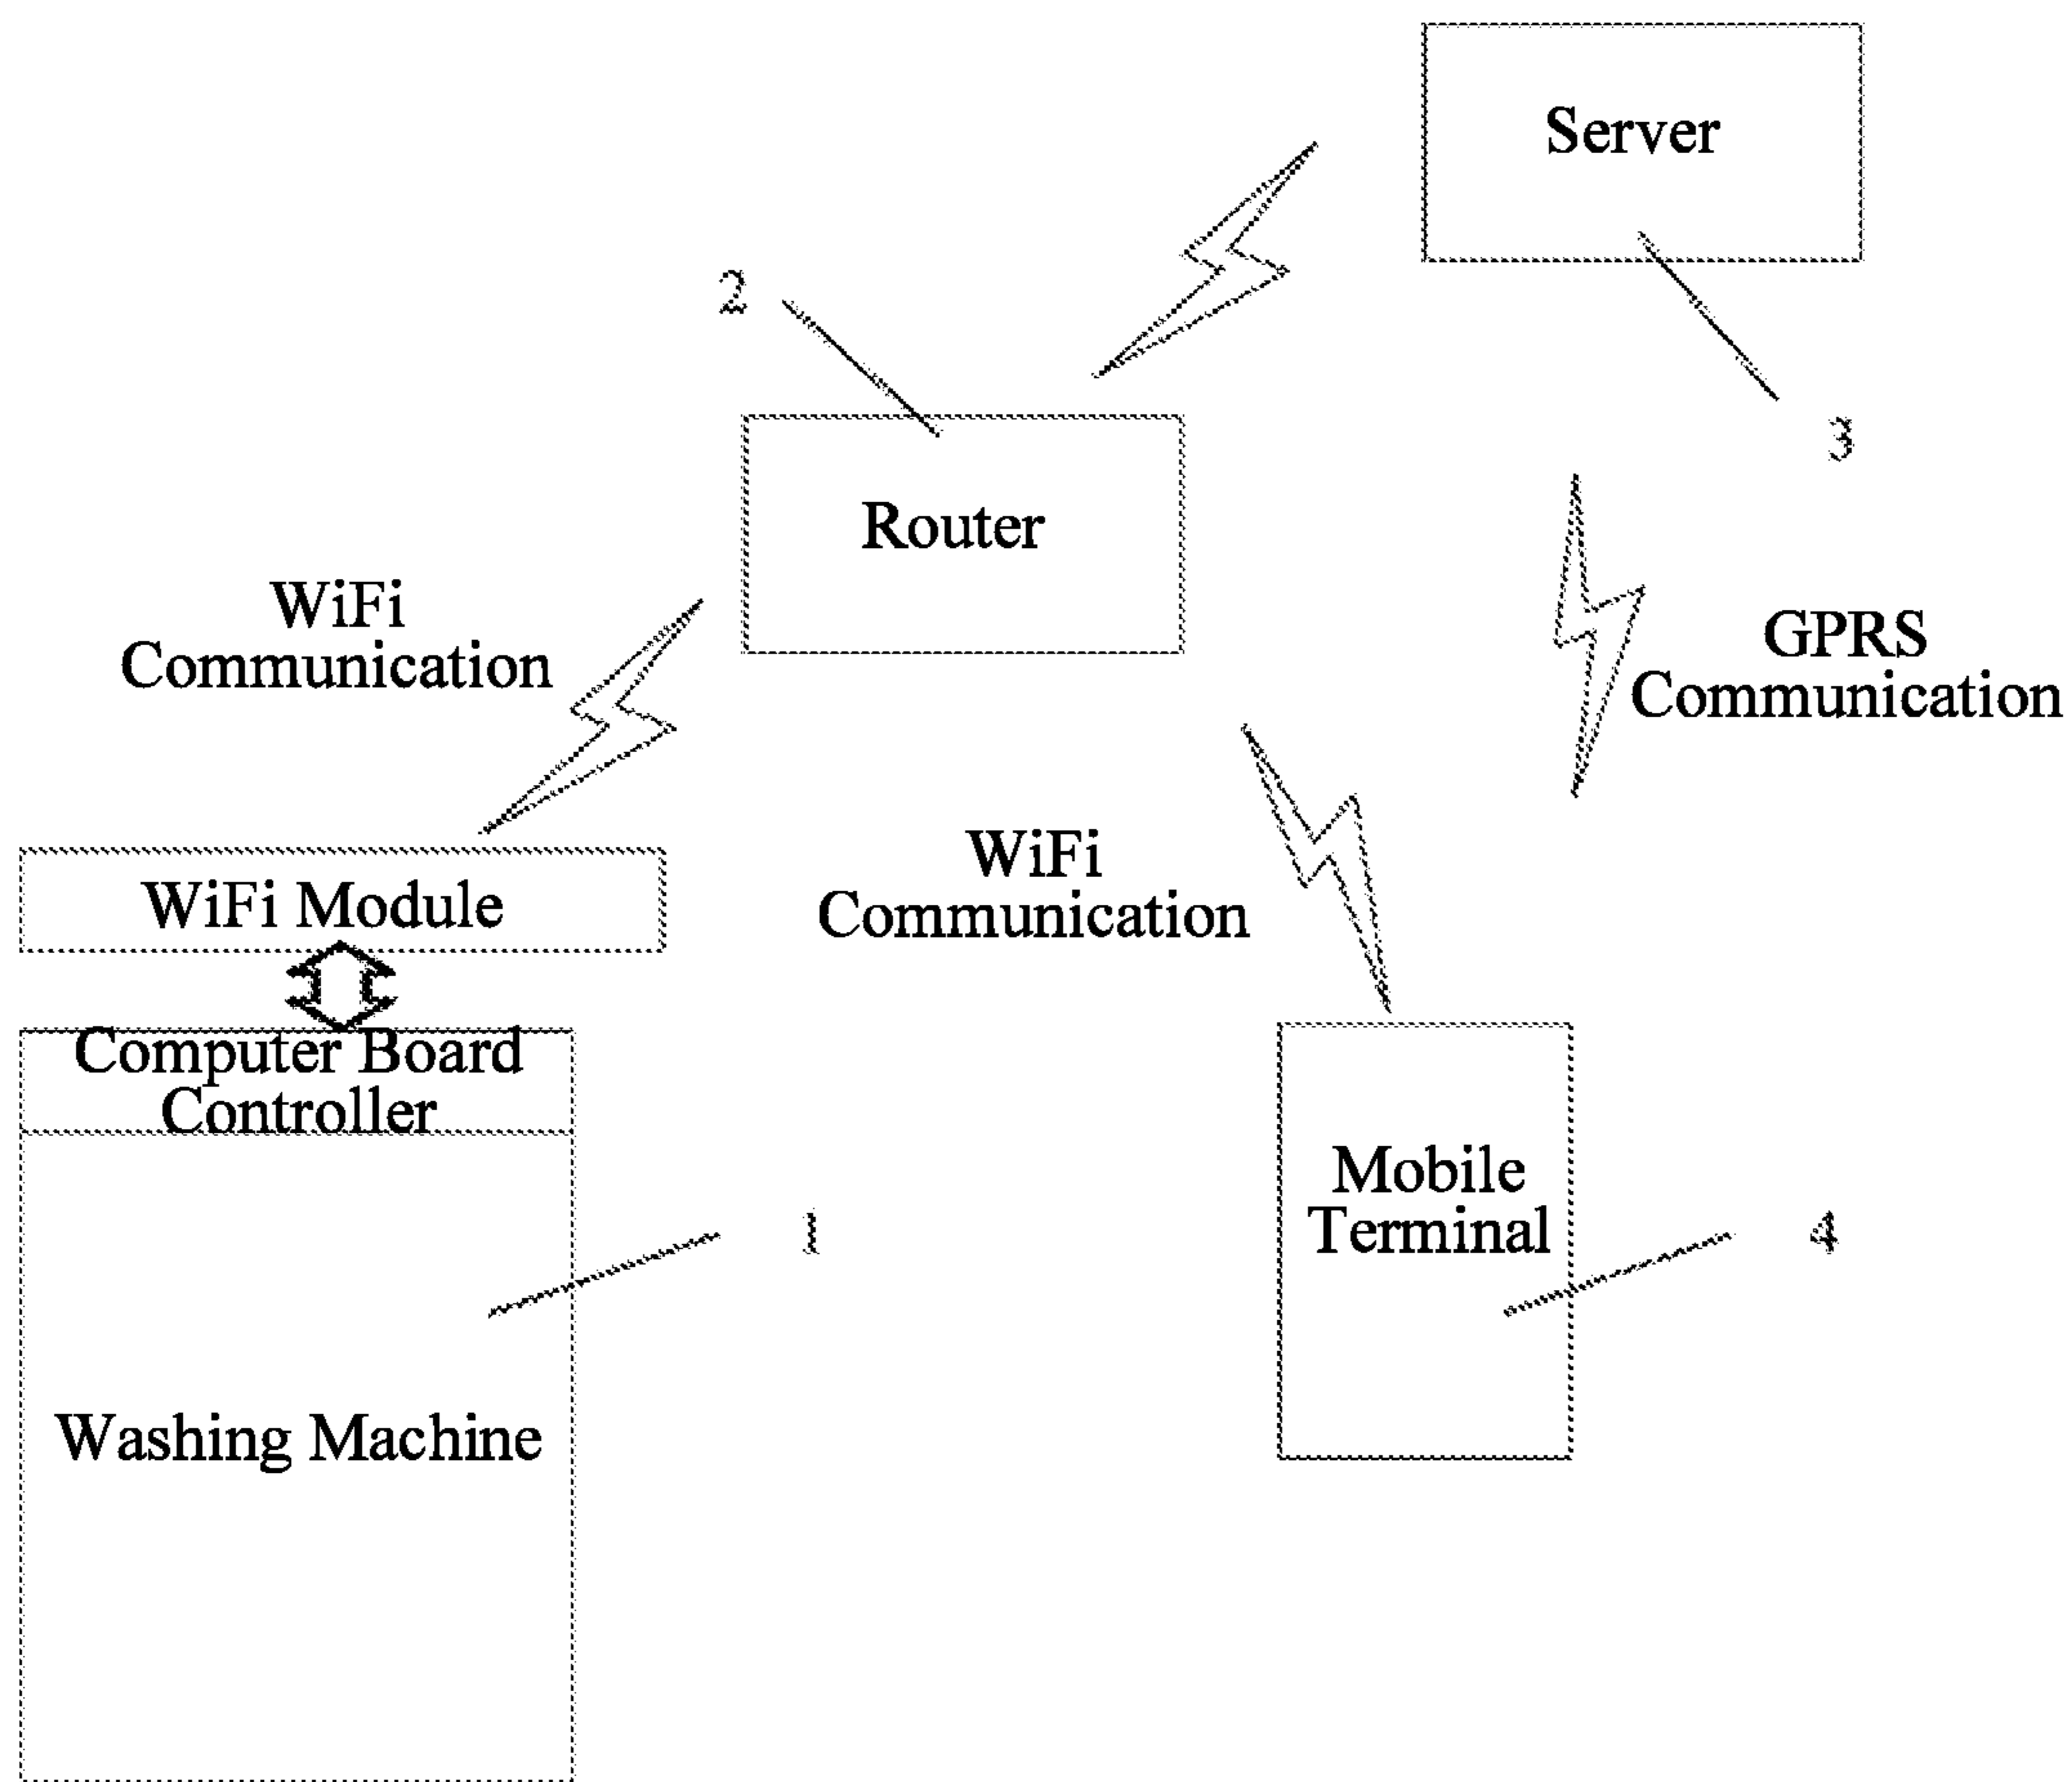 Server
2
3
Router
WiFi
Communication
GPRS
Communication
WiFi
Communication
WiFi Module
Computer Board
Controller
Mobile
Terminal
1
4
Washing Machine